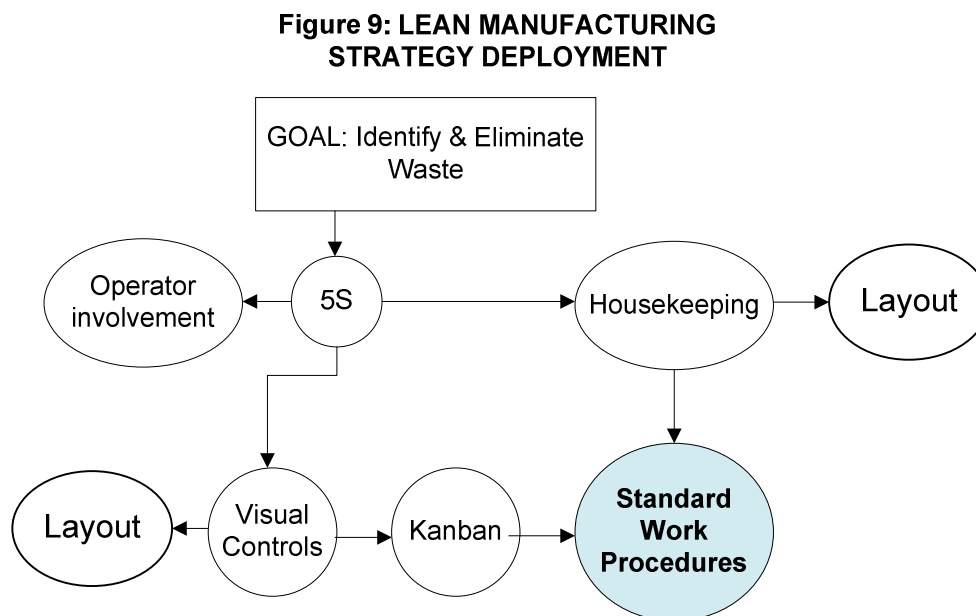 Figure 9: LEAN MANUFACTURING
STRATEGY DEPLOYMENT
GOAL: Identify & Eliminate
Waste
Operator
involvement
5S
Housekeeping
Layout
Layout
Visual
Controls
Kanban
Standard
Work
Procedures